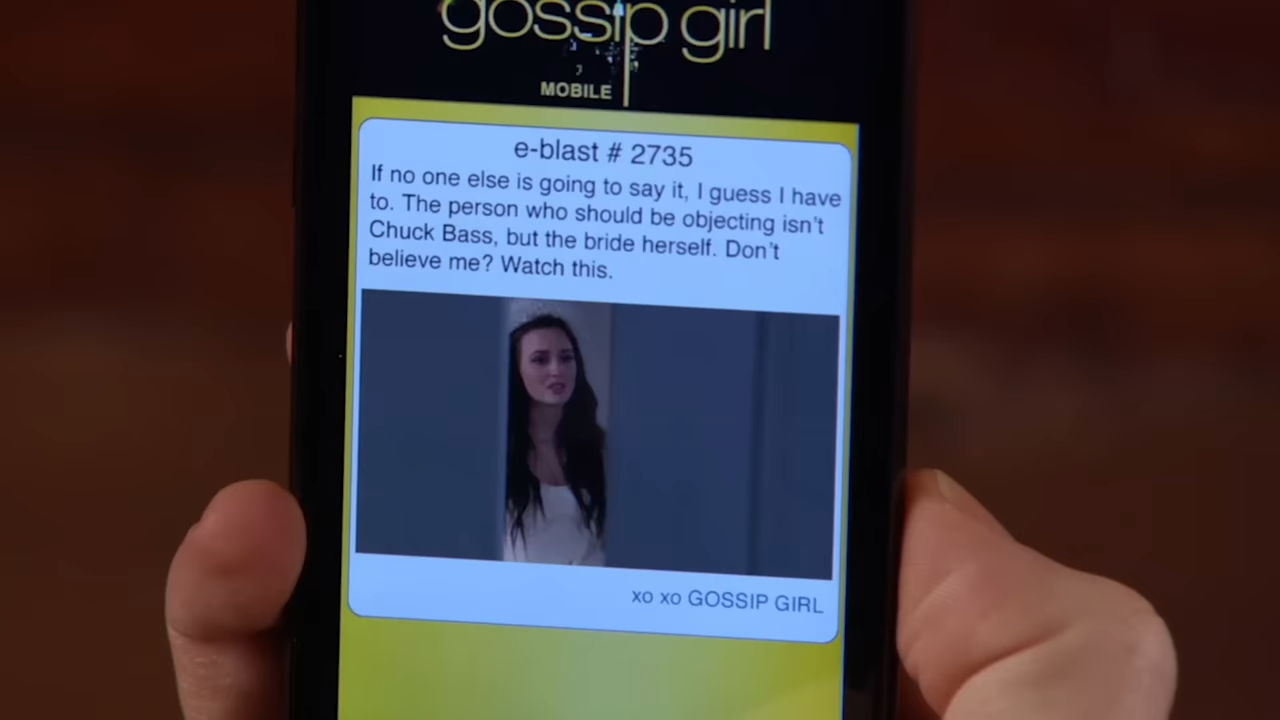 gossip girl
MOBILE
e-blast # 2735
If no one else is going to say it, I guess I have
to. The person who should be objecting isn't
Chuck Bass, but the bride herself. Don't
believe me? Watch this.
xo xo GOSSIP GIRL